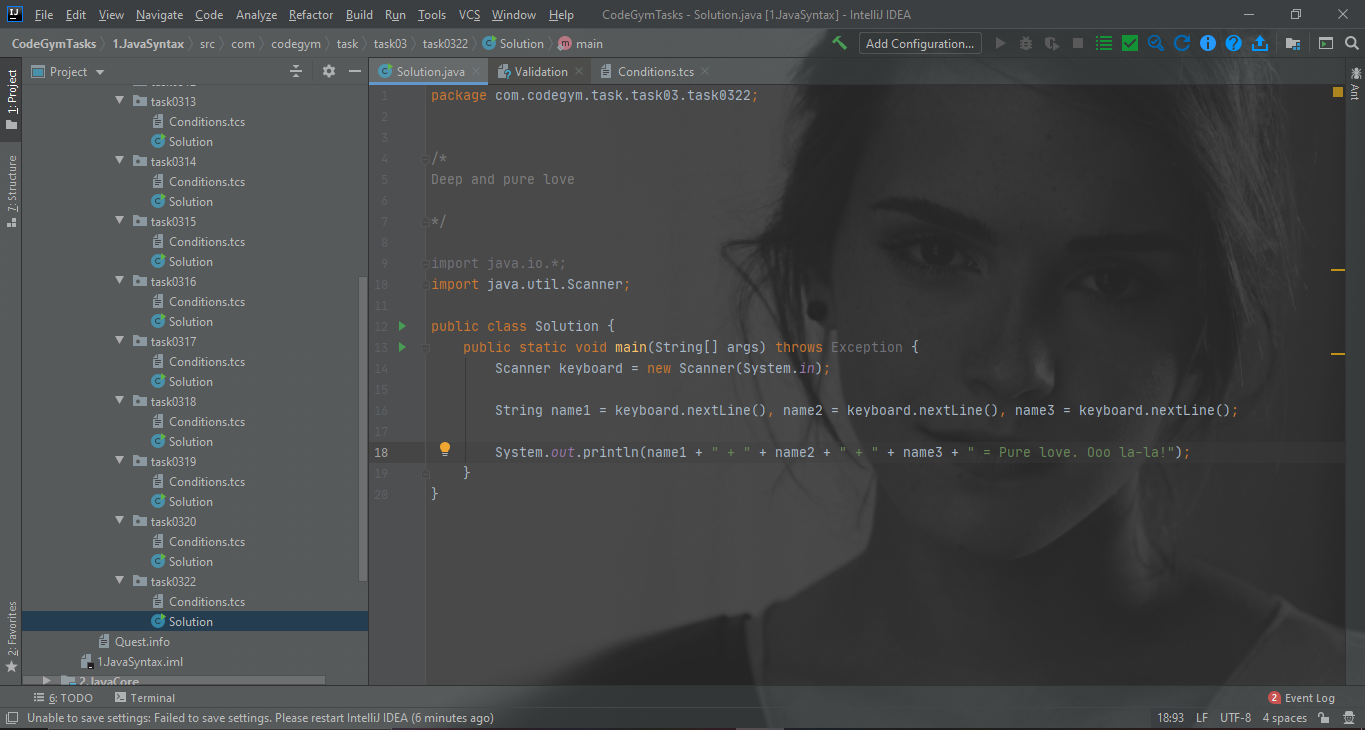 File Edit View Navigate Code Analyze Refactor Build Run Tools VCS Window Help CodeGymTasks - Solution.java [1.JavaSyntax] - IntelliJ IDEA
CodeGymTasks 1.JavaSyntax src com codegym task task03 task0322 Solution main Add Configuration...
1: Project
Project
Solution.java Validation Conditions.tcs
Ant
7: Structure
2: Favorites
task0313
Conditions.tcs
Solution
task0314
Conditions.tcs
Solution
task0315
Conditions.tcs
Solution
task0316
Conditions.tcs
Solution
task0317
Conditions.tcs
Solution
task0318
Conditions.tcs
Solution
task0319
Conditions.tcs
Solution
task0320
Conditions.tcs
Solution
task0322
Conditions.tcs
Solution
Quest.info
1.JavaSyntax.iml
2.JavaCore
1 package com.codegym.task.task03.task0322;
2
3
4 /*
5 Deep and pure love
6
7 */
8
9 import java.io.*;
10 import java.util.Scanner;
11
12 public class Solution {
13 public static void main(String[] args) throws Exception {
14 Scanner keyboard = new Scanner(System.in);
15
16 String name1 = keyboard.nextLine(), name2 = keyboard.nextLine(), name3 = keyboard.nextLine();
17
18 System.out.println(name1 + " + " + name2 + " + " + name3 + " = Pure love. Ooo la-la!");
19 }
20 }
6: TODO Terminal 2 Event Log
Unable to save settings: Failed to save settings. Please restart IntelliJ IDEA (6 minutes ago) 18:93 LF UTF-8 4 spaces